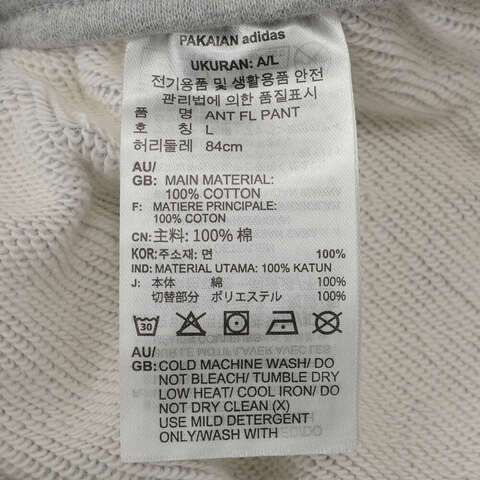 PAKAIAN adidas
UKURAN: A/L
전기용품 및 생활용품 안전
관리법에 의한 품질표시
품 명 ANT FL PANT
호 칭 L
허리둘레 84cm
AU/
GB: MAIN MATERIAL:
100% COTTON
F: MATIERE PRINCIPALE:
100% COTON
CN: 主料: 100% 棉
KOR: 주소재: 면 100%
IND: MATERIAL UTAMA: 100% KATUN
J: 本体 綿 100%
切替部分 ポリエステル 100%
30
A
AU/
GB: COLD MACHINE WASH/ DO
NOT BLEACH/ TUMBLE DRY
LOW HEAT/ COOL IRON/ DO
NOT DRY CLEAN (X)
USE MILD DETERGENT
ONLY/WASH WITH